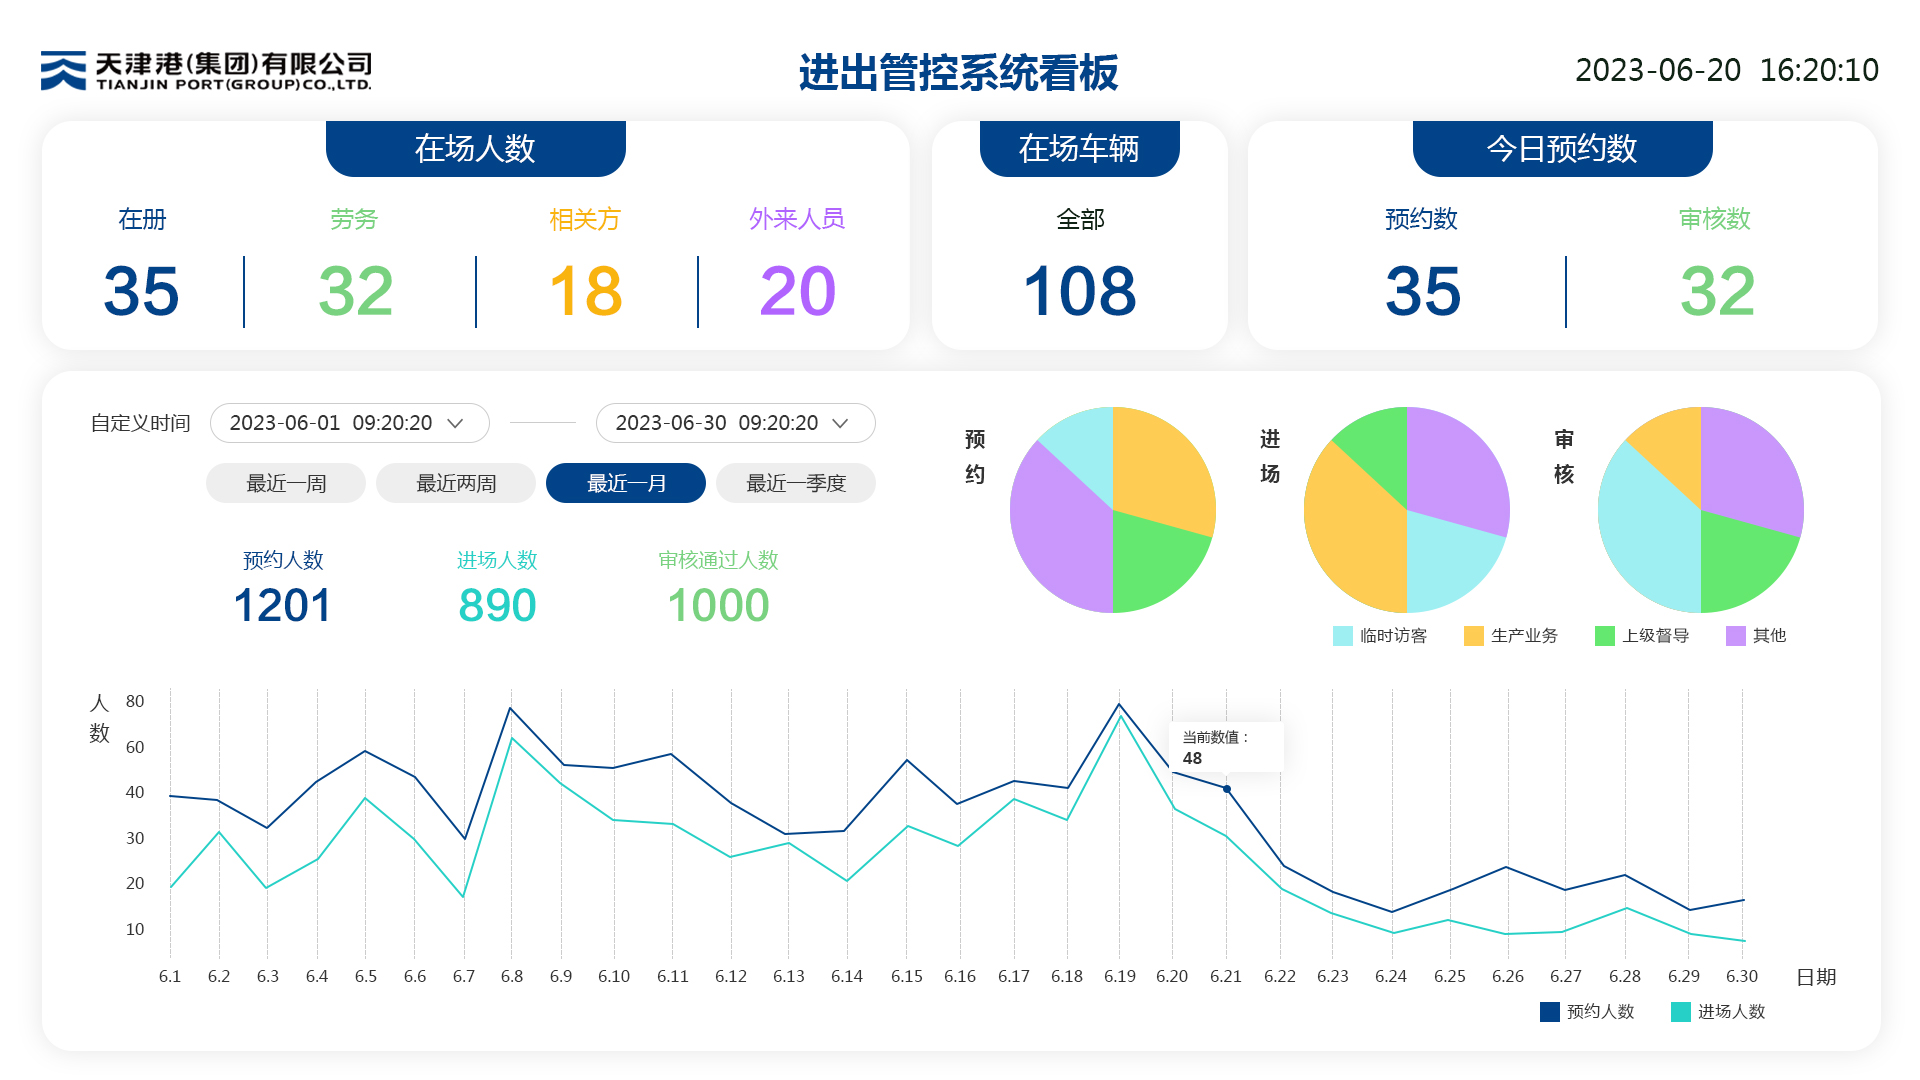 天津港(集团)有限公司
TIANJIN PORT(GROUP)CO.,LTD.
进出管控系统看板
2023-06-20 16:20:10
在场人数
在册
劳务
相关方
外来人员
35
32
18
20
在场车辆
全部
108
今日预约数
预约数
审核数
35
32
自定义时间
2023-06-01 09:20:20
2023-06-30 09:20:20
最近一周
最近两周
最近一月
最近一季度
预约人数
进场人数
审核通过人数
1201
890
1000
预约
进场
审核
临时访客
生产业务
上级督导
其他
人数
80
60
40
30
20
10
当前数值：
48
6.1 6.2 6.3 6.4 6.5 6.6 6.7 6.8 6.9 6.10 6.11 6.12 6.13 6.14 6.15 6.16 6.17 6.18 6.19 6.20 6.21 6.22 6.23 6.24 6.25 6.26 6.27 6.28 6.29 6.30
日期
预约人数
进场人数